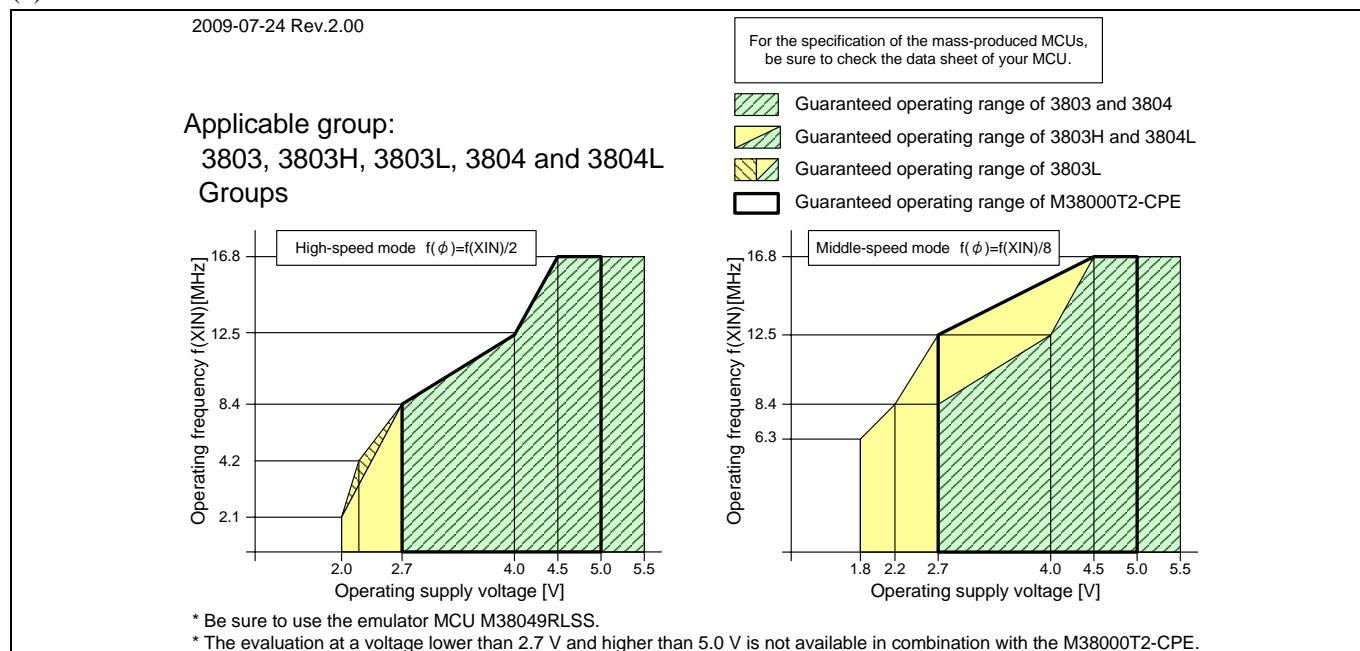 2009-07-24 Rev.2.00
For the specification of the mass-produced MCUs,
be sure to check the data sheet of your MCU.
Applicable group:
3803, 3803H, 3803L, 3804 and 3804L
Groups
Guaranteed operating range of 3803 and 3804
Guaranteed operating range of 3803H and 3804L
Guaranteed operating range of 3803L
Guaranteed operating range of M38000T2-CPE
High-speed mode f(φ)=f(XIN)/2
Operating frequency f(XIN)[MHz]
16.8
12.5
8.4
4.2
2.1
2.0 2.7 4.0 4.5 5.0 5.5
Operating supply voltage [V]
Middle-speed mode f(φ)=f(XIN)/8
Operating frequency f(XIN)[MHz]
16.8
12.5
8.4
6.3
1.8 2.2 2.7 4.0 4.5 5.0 5.5
Operating supply voltage [V]
* Be sure to use the emulator MCU M38049RLSS.
* The evaluation at a voltage lower than 2.7 V and higher than 5.0 V is not available in combination with the M38000T2-CPE.